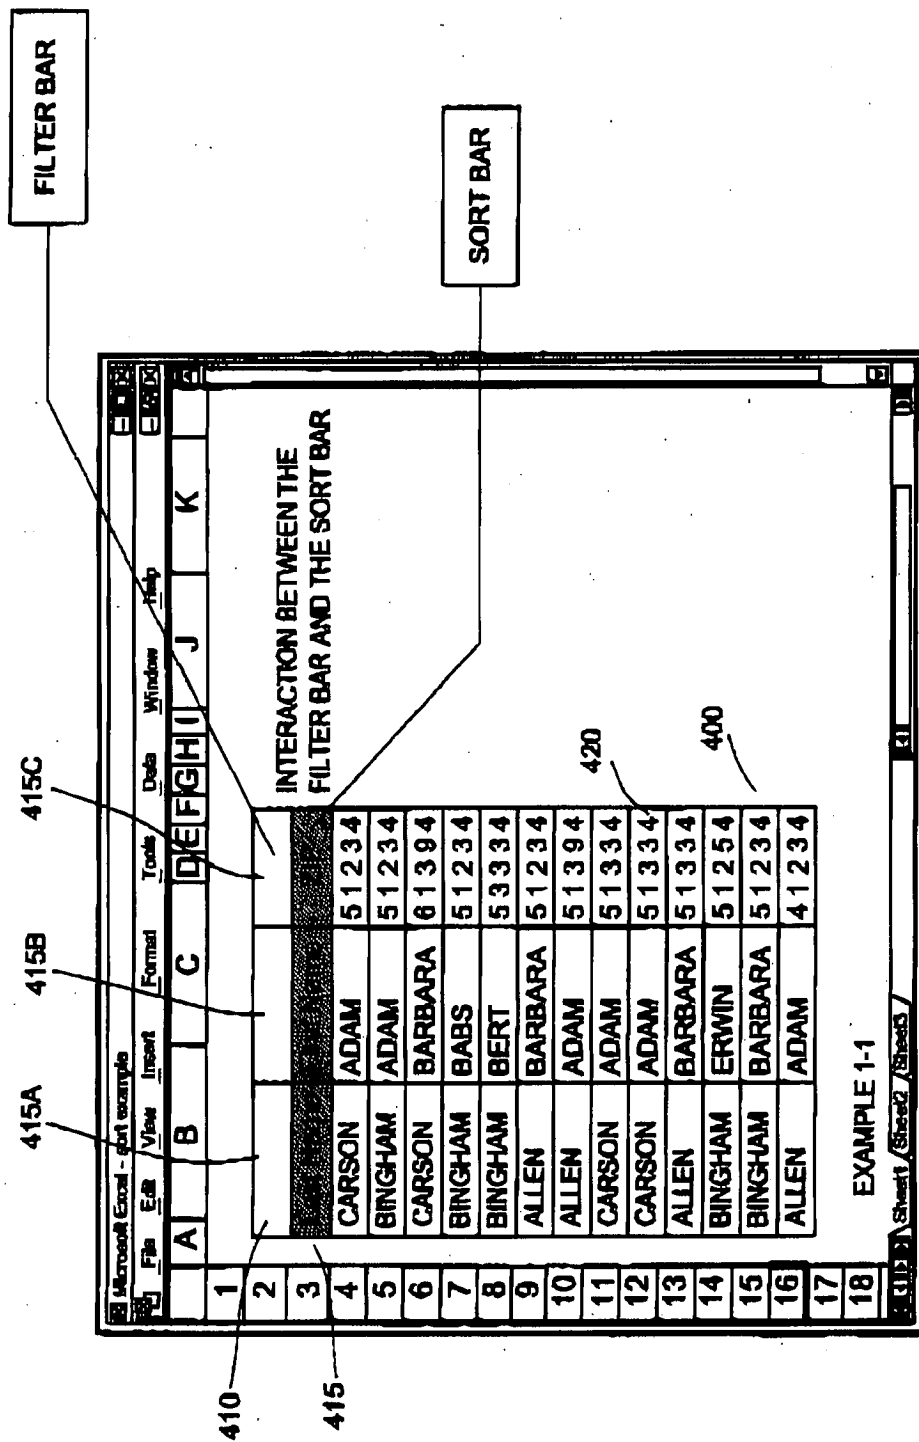 FILTER BAR
SORT BAR
Microsoft Excel - sort example
File Edit View Insert Format Tools Data Window Help
A B C D E F G H I J K
1
2
3
4 CARSON ADAM 5 1 2 3 4
5 BINGHAM ADAM 5 1 2 3 4
6 CARSON BARBARA 6 1 3 9 4
7 BINGHAM BABS 5 1 2 3 4
8 BINGHAM BERT 5 3 3 3 4
9 ALLEN BARBARA 5 1 2 3 4
10 ALLEN ADAM 5 1 3 9 4
11 CARSON ADAM 5 1 3 3 4
12 CARSON ADAM 5 1 3 3 4
13 ALLEN BARBARA 5 1 3 3 4
14 BINGHAM ERWIN 5 1 2 5 4
15 BINGHAM BARBARA 5 1 2 3 4
16 ALLEN ADAM 4 1 2 3 4
17
18
INTERACTION BETWEEN THE
FILTER BAR AND THE SORT BAR
EXAMPLE 1-1
Sheet1 Sheet2 Sheet3
410
415
415A
415B
415C
420
400